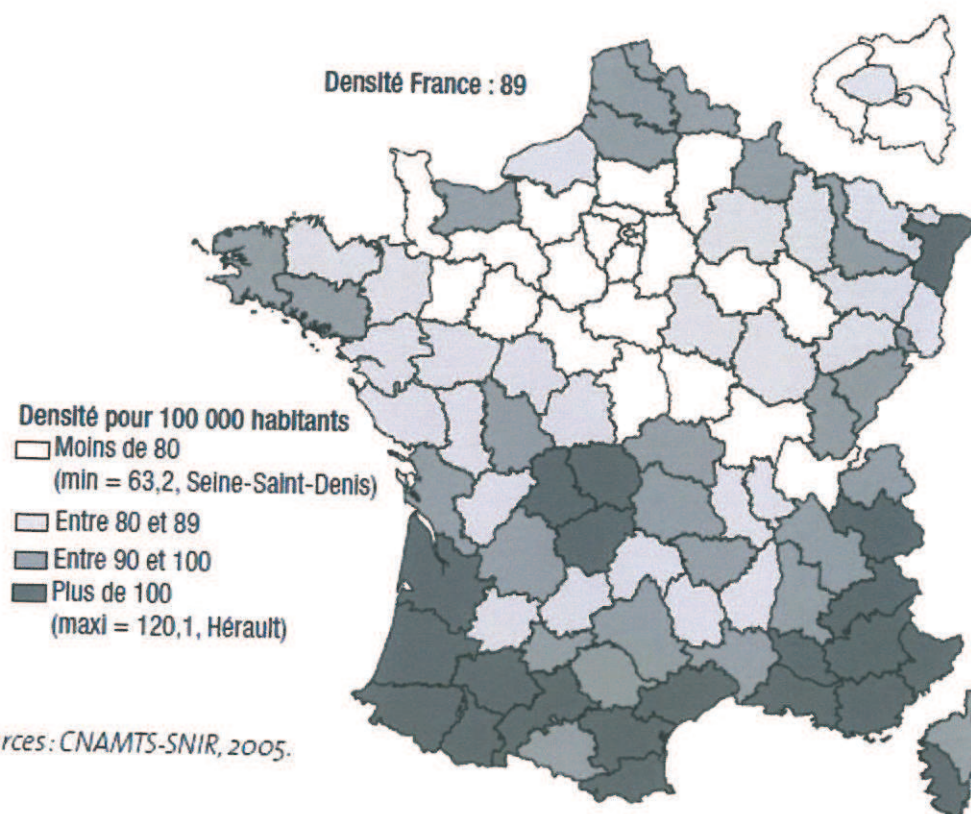 Densité France : 89
Densité pour 100 000 habitants
Moins de 80
(min = 63,2, Seine-Saint-Denis)
Entre 80 et 89
Entre 90 et 100
Plus de 100
(maxi = 120,1, Hérault)
rces : CNAMTS-SNIR, 2005.